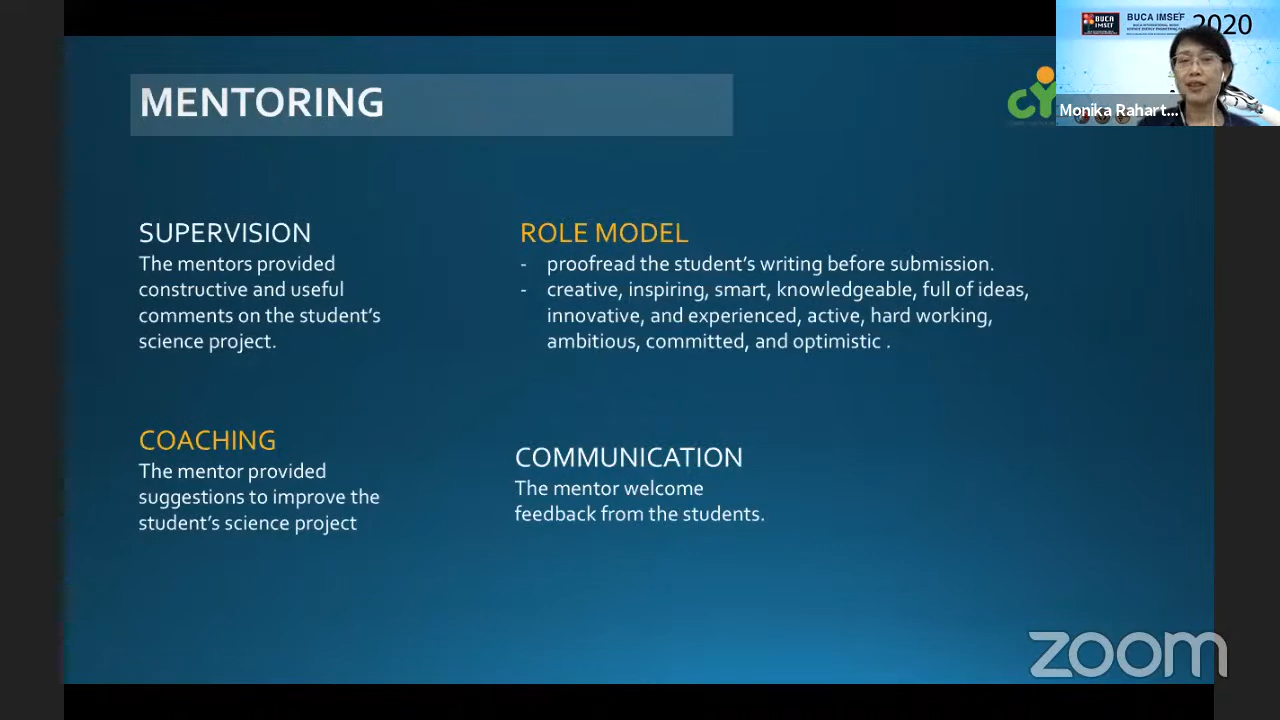 MENTORING
SUPERVISION
The mentors provided
constructive and useful
comments on the student's
science project.
ROLE MODEL
- proofread the student's writing before submission.
- creative, inspiring, smart, knowledgeable, full of ideas,
innovative, and experienced, active, hard working,
ambitious, committed, and optimistic .
COACHING
The mentor provided
suggestions to improve the
student's science project
COMMUNICATION
The mentor welcome
feedback from the students.
cY
BUCA
IMSEF
BUCA IMSEF
2020
Monika Rahart...
zoom